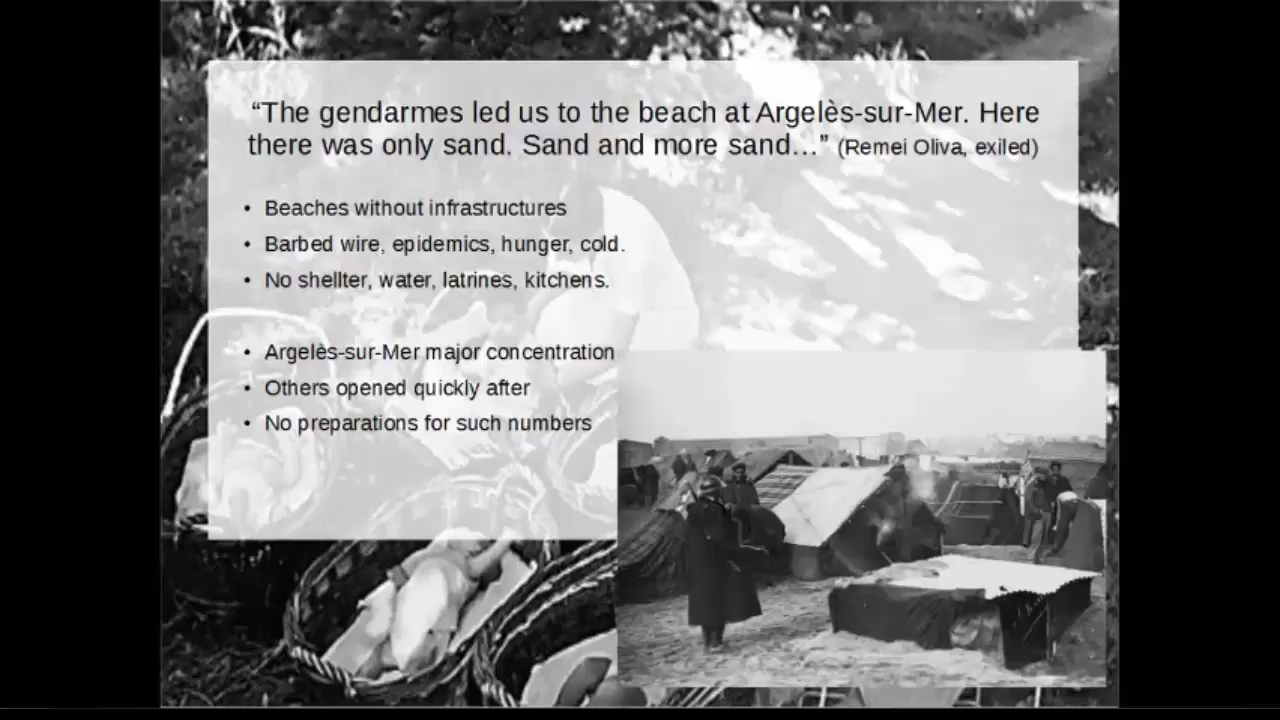 “The gendarmes led us to the beach at Argelès-sur-Mer. Here
there was only sand. Sand and more sand…” (Remei Oliva, exiled)
• Beaches without infrastructures
• Barbed wire, epidemics, hunger, cold.
• No shellter, water, latrines, kitchens.
• Argelès-sur-Mer major concentration
• Others opened quickly after
• No preparations for such numbers